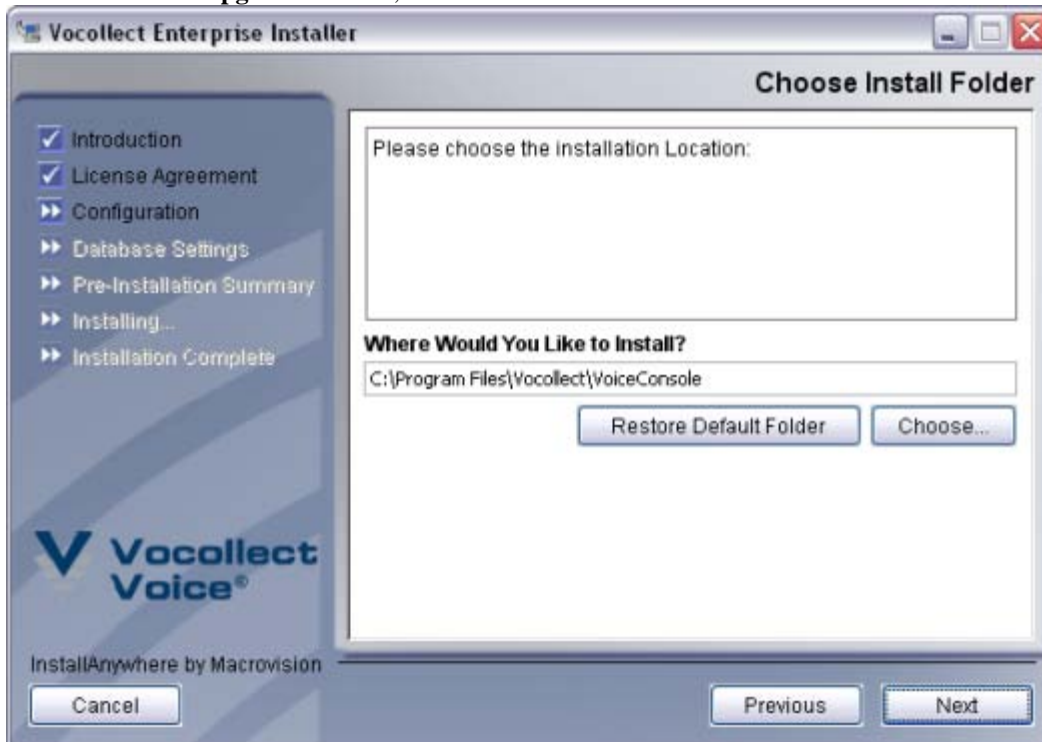 Vocollect Enterprise Installer
Choose Install Folder
Introduction
License Agreement
Configuration
Database Settings
Pre-Installation Summary
Installing...
Installation Complete
Please choose the installation Location:
Where Would You Like to Install?
C:\Program Files\Vocollect\VoiceConsole
Restore Default Folder
Choose...
Vocollect
Voice®
InstallAnywhere by Macrovision
Cancel
Previous
Next